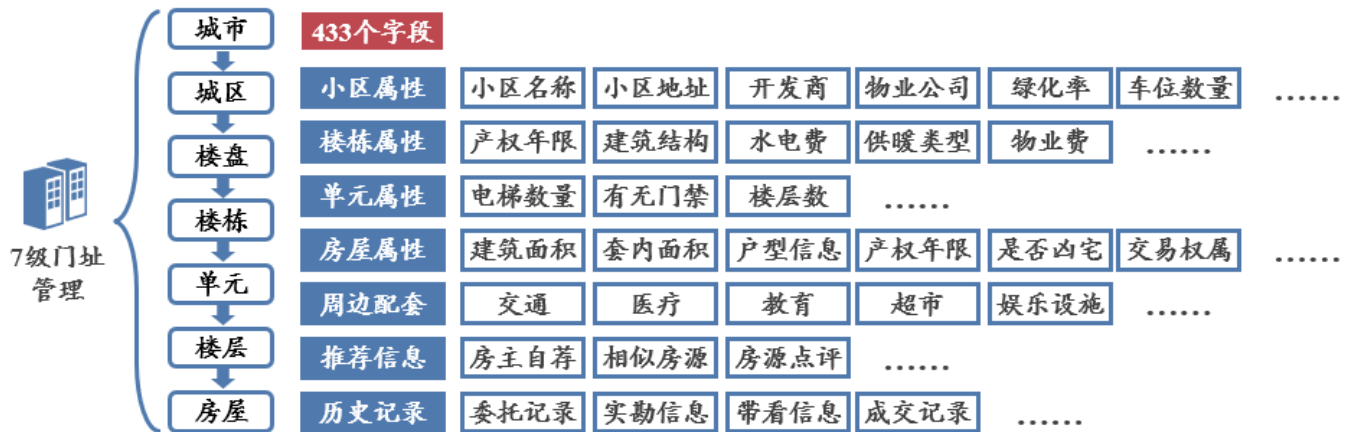 7级门址
管理
城市
城区
楼盘
楼栋
单元
楼层
房屋
433个字段
小区属性 小区名称 小区地址 开发商 物业公司 绿化率 车位数量 ……
楼栋属性 产权年限 建筑结构 水电费 供暖类型 物业费 ……
单元属性 电梯数量 有无门禁 楼层数 ……
房屋属性 建筑面积 套内面积 户型信息 产权年限 是否凶宅 交易权属 ……
周边配套 交通 医疗 教育 超市 娱乐设施 ……
推荐信息 房主自荐 相似房源 房源点评 ……
历史记录 委托记录 实勘信息 带看信息 成交记录 ……